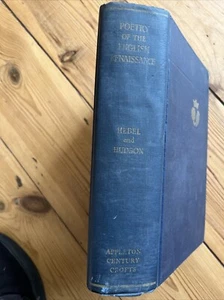 POETRY
OF THE
ENGLISH
RENAISSANCE
HEBEL
and
HUDSON
APPLETON
CENTURY
CROFTS